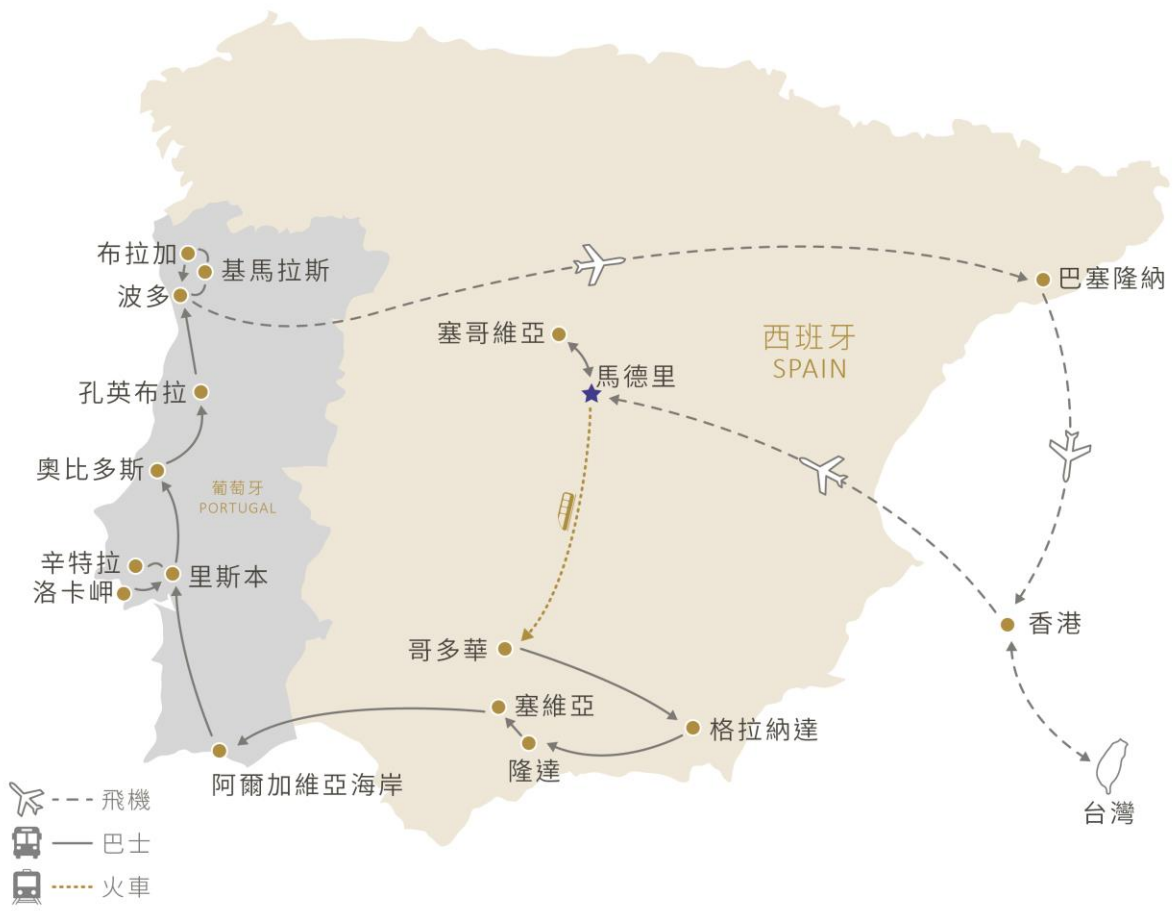 布拉加
基馬拉斯
波多
巴塞隆納
塞哥維亞
西班牙
SPAIN
馬德里
孔英布拉
奧比多斯
葡萄牙
PORTUGAL
辛特拉
里斯本
洛卡岬
香港
哥多華
塞維亞
格拉納達
隆達
阿爾加維亞海岸
台灣
飛機
巴士
火車